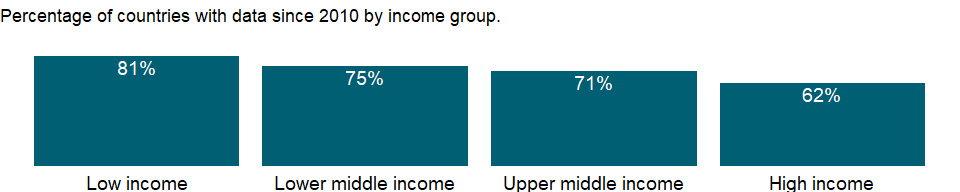 Percentage of countries with data since 2010 by income group.
81%
75%
71%
62%
Low income
Lower middle income
Upper middle income
High income